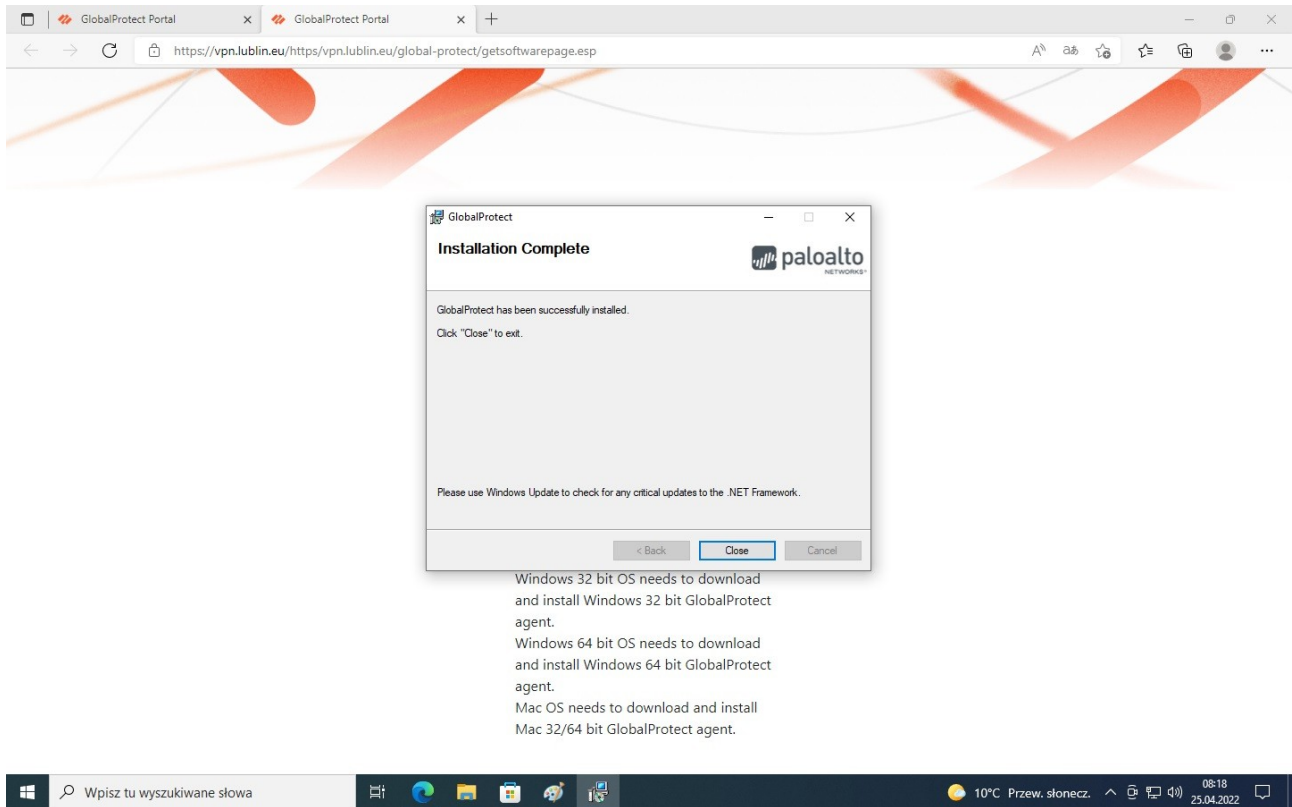 GlobalProtect Portal
GlobalProtect Portal
https://vpn.lublin.eu/https/vpn.lublin.eu/global-protect/getsoftwarepage.esp
GlobalProtect
Installation Complete
paloalto
NETWORKS
GlobalProtect has been successfully installed.
Click "Close" to exit.
Please use Windows Update to check for any critical updates to the .NET Framework.
< Back Close Cancel
Windows 32 bit OS needs to download
and install Windows 32 bit GlobalProtect
agent.
Windows 64 bit OS needs to download
and install Windows 64 bit GlobalProtect
agent.
Mac OS needs to download and install
Mac 32/64 bit GlobalProtect agent.
Wpisz tu wyszukiwane słowa
10°C Przew. słonecz.
08:18
25.04.2022